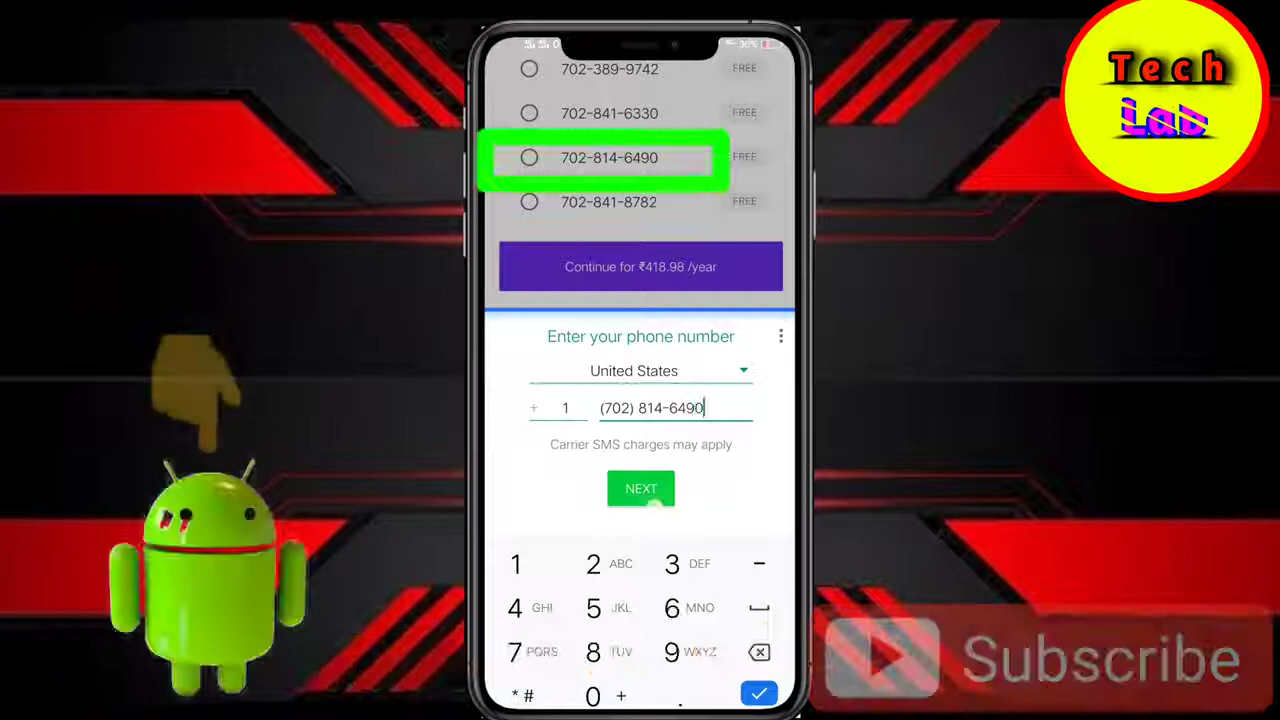 702-389-9742 FREE
702-841-6330 FREE
702-814-6490 FREE
702-841-8782 FREE
Continue for ₹418.98 /year
Enter your phone number
United States
+ 1 (702) 814-6490
Carrier SMS charges may apply
NEXT
1 2 ABC 3 DEF -
4 GHI 5 JKL 6 MNO
7 PQRS 8 TUV 9 WXYZ
* # 0 + .
Tech
Lab
Subscribe